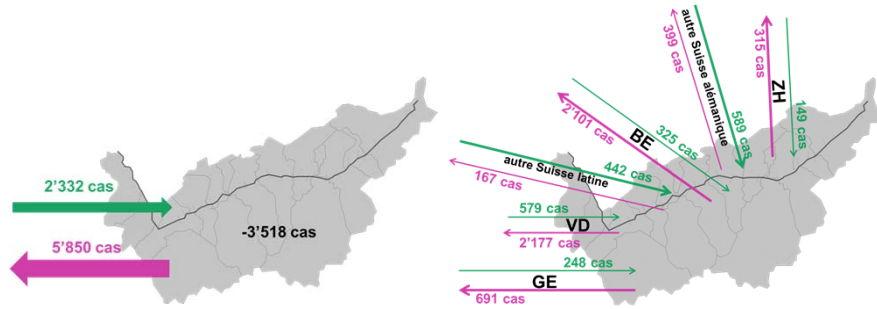 2'332 cas
-3'518 cas
5'850 cas
399 cas
autre Suisse alémanique
589 cas
315 cas
ZH
149 cas
2'101 cas
BE
325 cas
autre Suisse latine
442 cas
167 cas
579 cas
VD
2'177 cas
248 cas
GE
691 cas